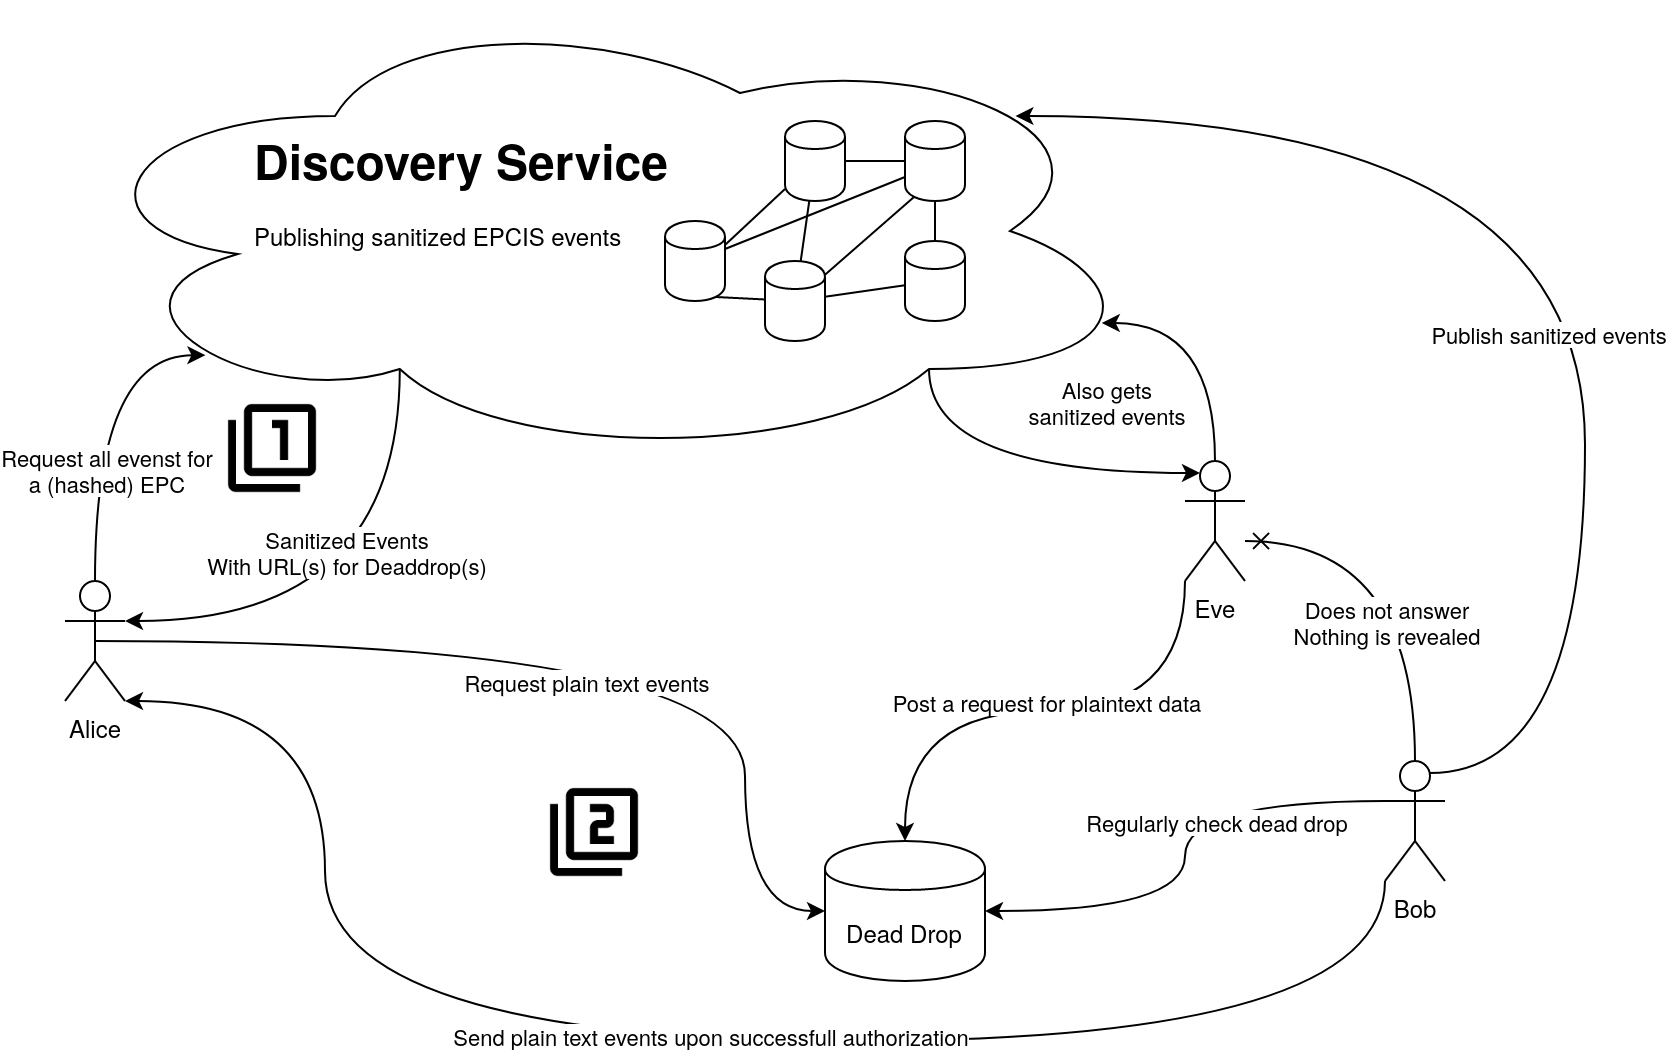 Discovery Service
Publishing sanitized EPCIS events
Publish sanitized events
Also gets
sanitized events
1
Request all evenst for
a (hashed) EPC
Sanitized Events
With URL(s) for Deaddrop(s)
Eve
Does not answer
Nothing is revealed
Request plain text events
Post a request for plaintext data
Alice
2
Regularly check dead drop
Bob
Dead Drop
Send plain text events upon successfull authorization